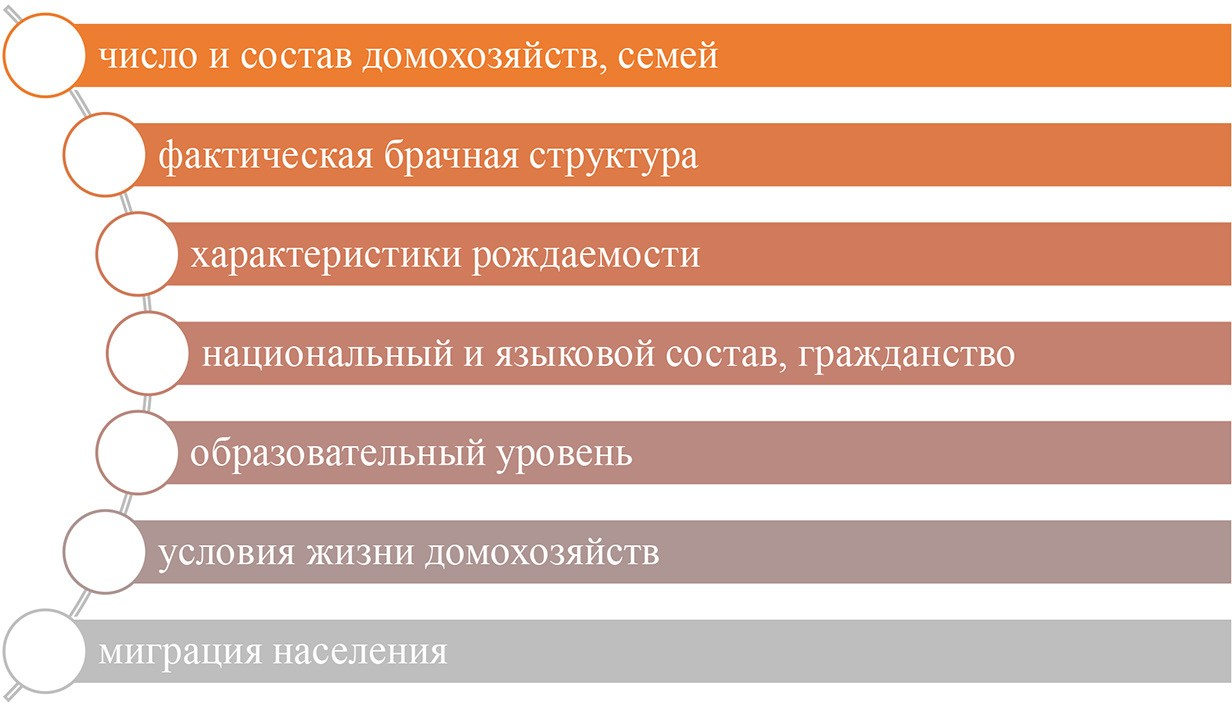 число и состав домохозяйств, семей
фактическая брачная структура
характеристики рождаемости
национальный и языковой состав, гражданство
образовательный уровень
условия жизни домохозяйств
миграция населения